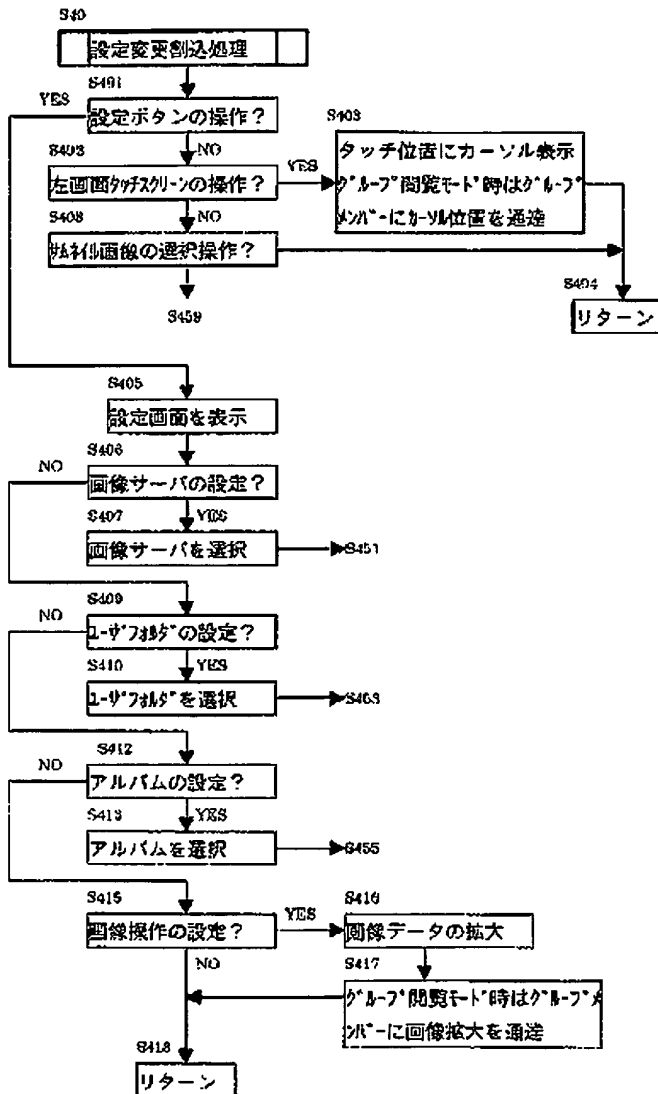 S40
設定変更割込処理
S401
YES
設定ボタンの操作？
NO
S402
左画面ﾀｯﾁｽｸﾘｰﾝの操作？
YES
S403
タッチ位置にカーソル表示
ｸﾞﾙｰﾌﾟ閲覧ﾓｰﾄﾞ時はｸﾞﾙｰﾌﾟ
ﾒﾝﾊﾞｰにｶｰｿﾙ位置を通達
NO
S408
ｻﾑﾈｲﾙ画像の選択操作？
S459
S404
リターン
S405
設定画面を表示
S406
NO
画像サーバの設定？
S407
YES
画像サーバを選択
S451
S409
NO
ﾕｰｻﾞﾌｫﾙﾀﾞの設定？
S410
YES
ﾕｰｻﾞﾌｫﾙﾀﾞを選択
S453
S412
NO
アルバムの設定？
S413
YES
アルバムを選択
S455
S415
画線操作の設定？
YES
S416
画像データの拡大
NO
S417
ｸﾞﾙｰﾌﾟ閲覧ﾓｰﾄﾞ時はｸﾞﾙｰﾌﾟﾒ
ﾝﾊﾞｰに画像拡大を通達
S418
リターン